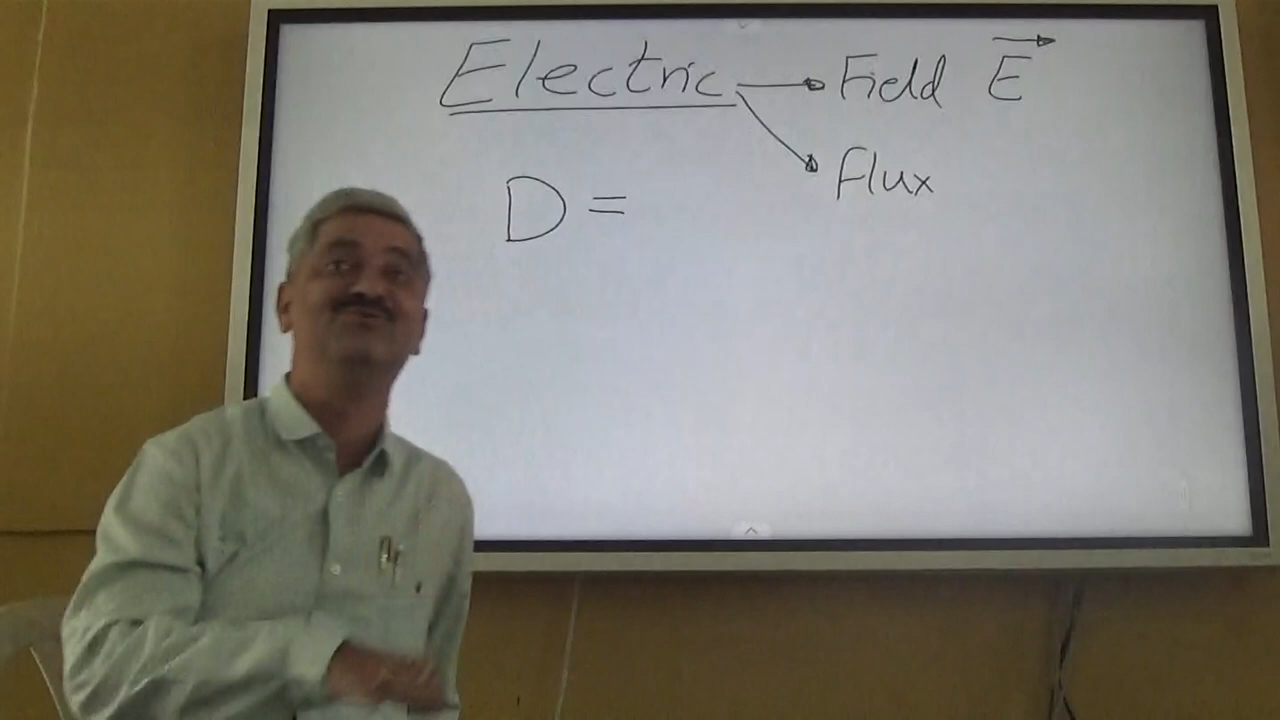 Electric → Field E⃗
→ Flux
D =